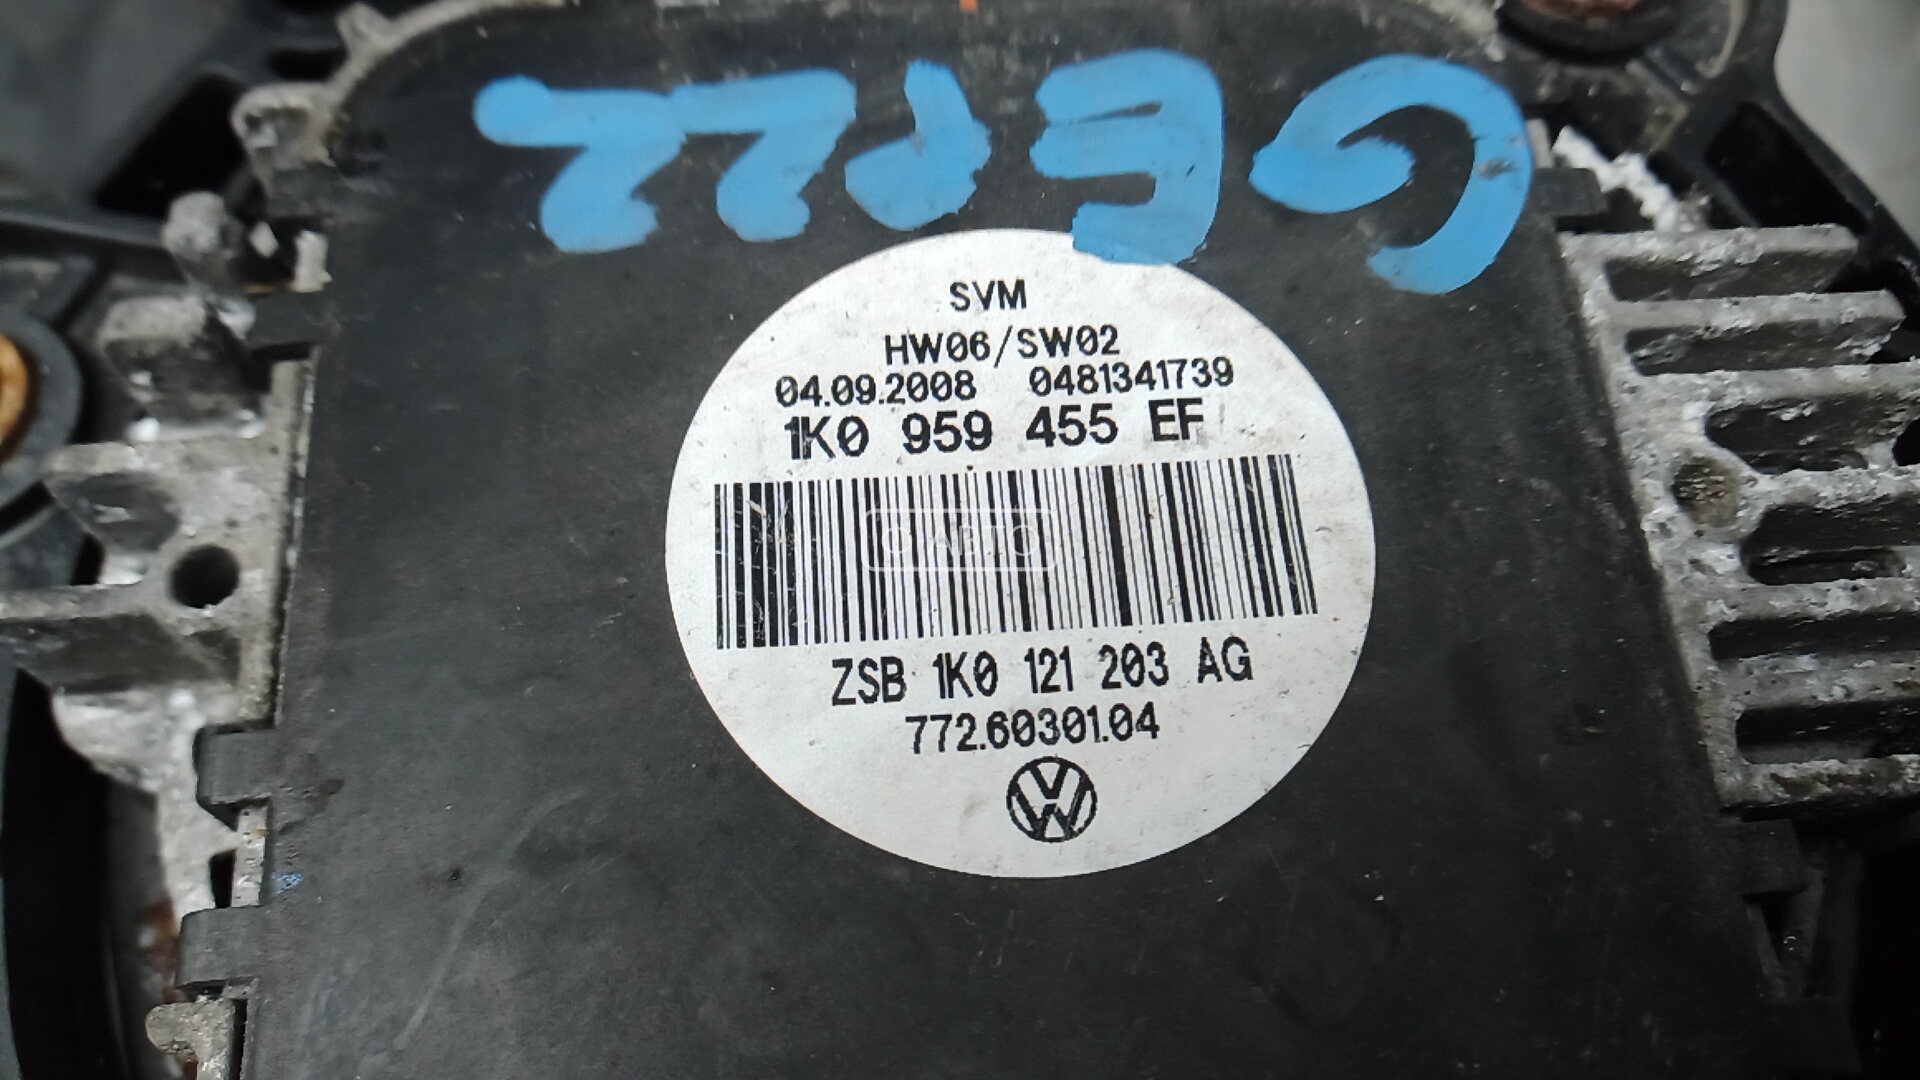 SVM
HW06/SW02
04.09.2008 0481341739
1K0 959 455 EF
С-АВТО
ZSB 1K0 121 203 AG
772.60301.04